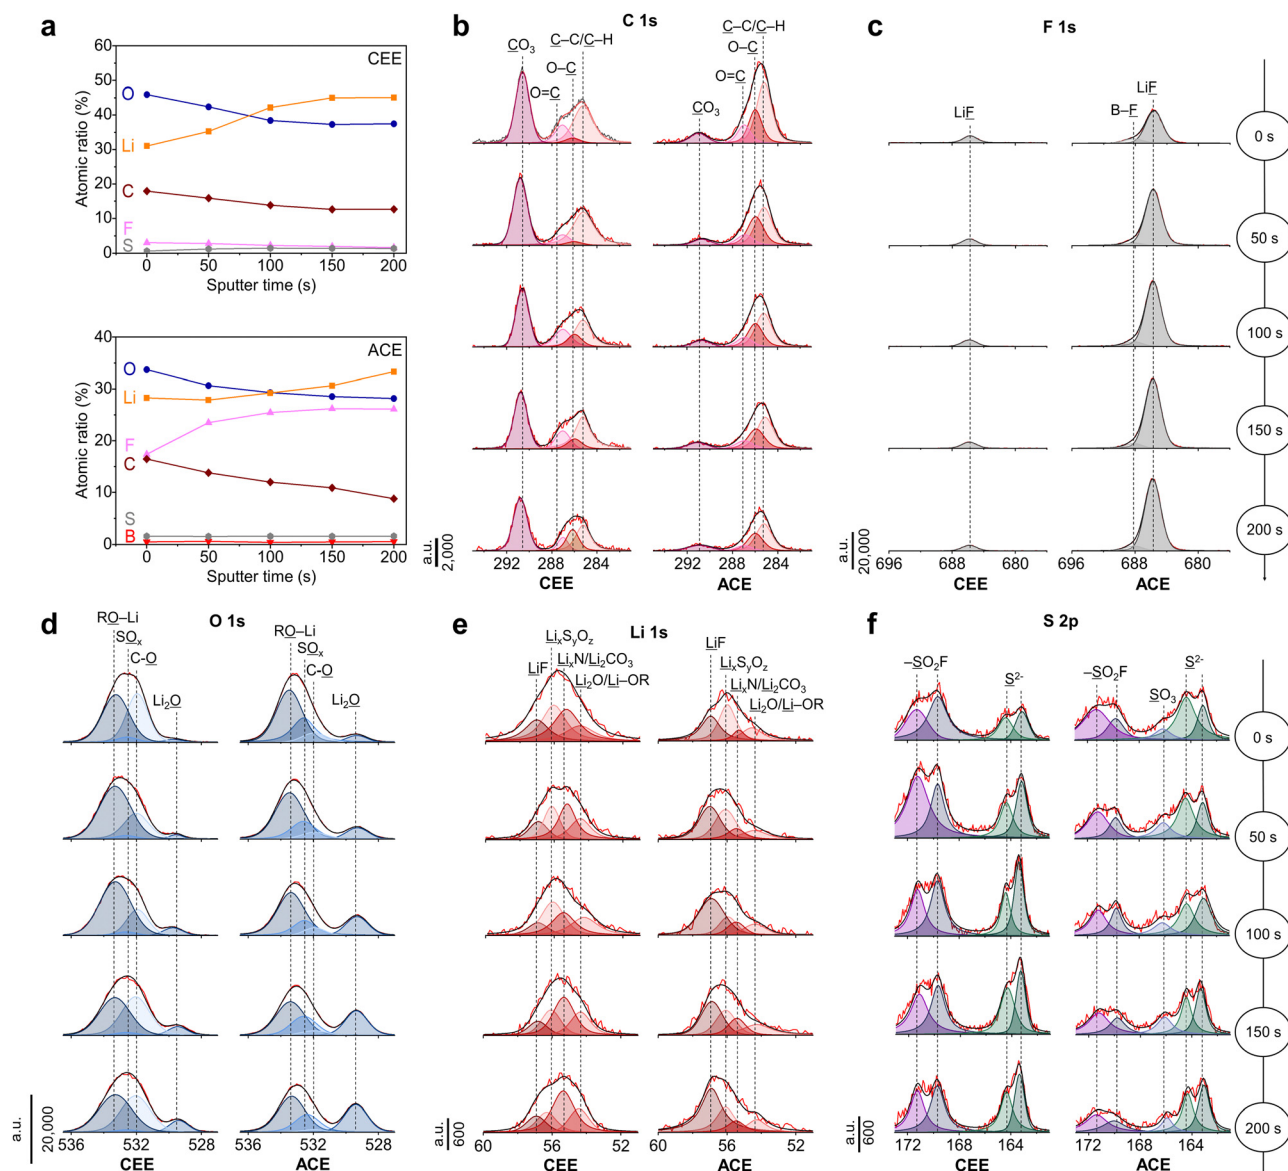 a
CEE
Atomic ratio (%)
60
50
40
30
20
10
0
O
Li
C
F
S
0 50 100 150 200
Sputter time (s)
ACE
Atomic ratio (%)
40
30
20
10
0
O
Li
F
C
S
B
0 50 100 150 200
Sputter time (s)
b
C 1s
CO₃
C–C/C–H
O–C
O=C
C–C/C–H
O–C
O=C
CO₃
a.u.
2,000
292 288 284
292 288 284
CEE
ACE
c
F 1s
LiF
LiF
B–F
0 s
50 s
100 s
150 s
200 s
a.u.
20,000
696 688 680
696 688 680
CEE
ACE
d
O 1s
RO–Li
SOₓ
C-O
Li₂O
RO–Li
SOₓ
C-O
Li₂O
a.u.
20,000
536 532 528
536 532 528
CEE
ACE
e
Li 1s
LiₓSᵧO_z
LiₓN/Li₂CO₃
LiF
Li₂O/Li–OR
LiF
LiₓSᵧO_z
LiₓN/Li₂CO₃
Li₂O/Li–OR
a.u.
600
60 56 52
60 56 52
CEE
ACE
f
S 2p
–SO₂F
S²⁻
–SO₂F
SO₃
S²⁻
0 s
50 s
100 s
150 s
200 s
a.u.
600
172 168 164
172 168 164
CEE
ACE